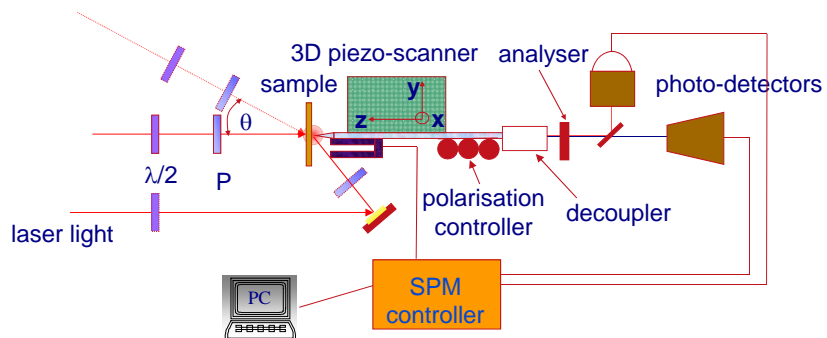 3D piezo-scanner
analyser
sample
photo-detectors
y
z
x
θ
λ/2
P
polarisation
controller
decoupler
laser light
PC
SPM
controller